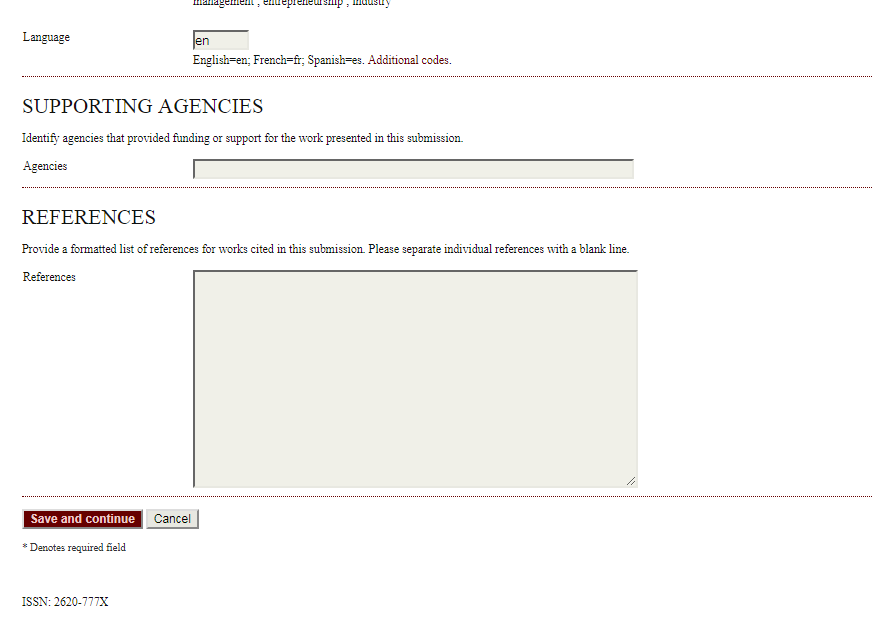 management ; entrepreneurship ; industry
Language
en
English=en; French=fr; Spanish=es. Additional codes.
SUPPORTING AGENCIES
Identify agencies that provided funding or support for the work presented in this submission.
Agencies
REFERENCES
Provide a formatted list of references for works cited in this submission. Please separate individual references with a blank line.
References
Save and continue Cancel
* Denotes required field
ISSN: 2620-777X